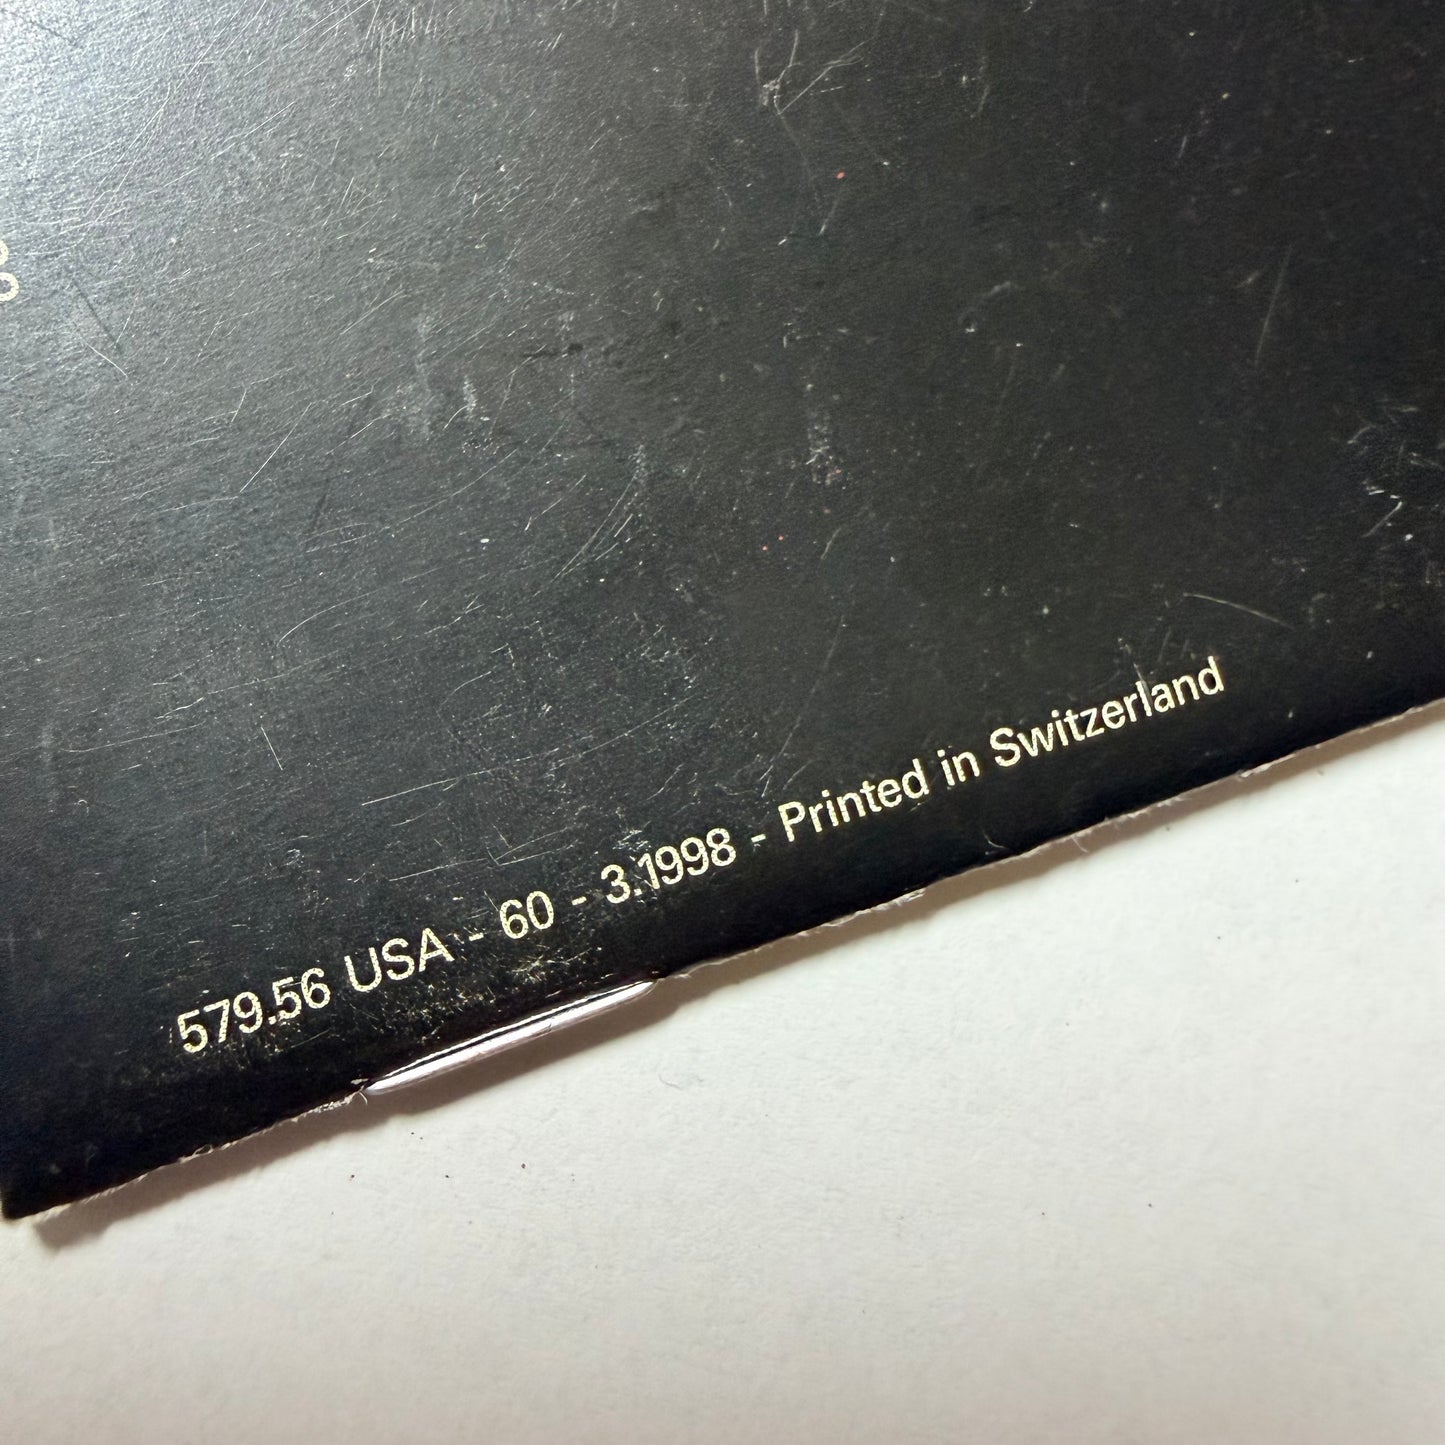 579.56 USA - 60 - 3.1998 - Printed in Switzerland